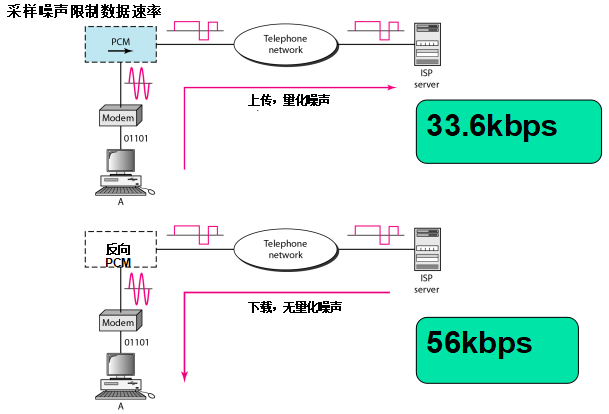 采样噪声限制数据速率
PCM
Telephone
network
ISP
server
上传，量化噪声
33.6kbps
Modem
01101
A
反向
PCM
Telephone
network
ISP
server
下载，无量化噪声
56kbps
Modem
01101
A